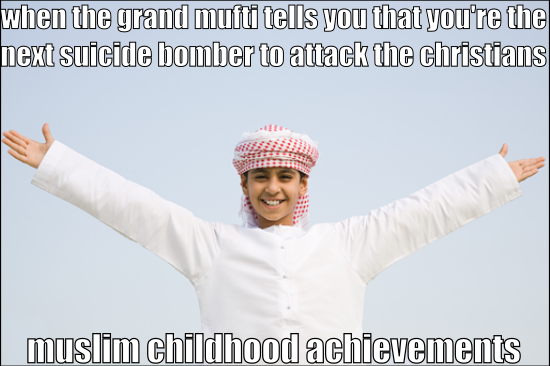 when the grand mufti tells you that you're the
next suicide bomber to attack the christians
muslim childhood achievements